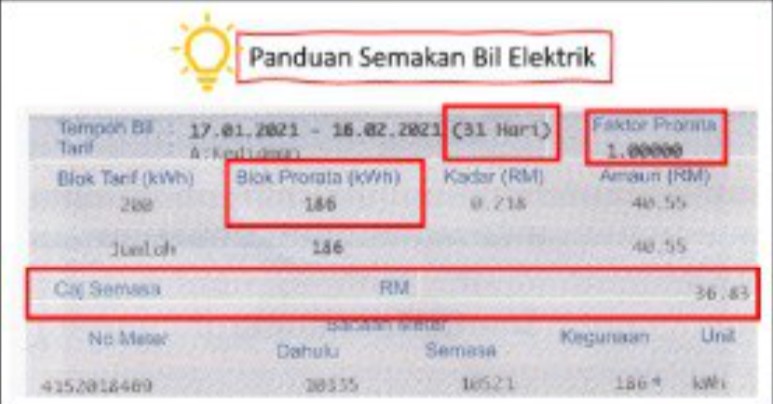 Panduan Semakan Bil Elektrik
Tempoh Bil : 17.01.2021 - 16.02.2021 (31 Hari) Faktor Prorata
Tarif : A:Kediaman 1.00000
Blok Tarif (kWh) Blok Prorata (kWh) Kadar (RM) Amaun (RM)
200 186 0.218 40.55
Jumlah 186 40.55
Caj Semasa RM 36.83
Bacaan Meter
No Meter Dahulu Semasa Kegunaan Unit
4152018469 10335 10521 186 kWh